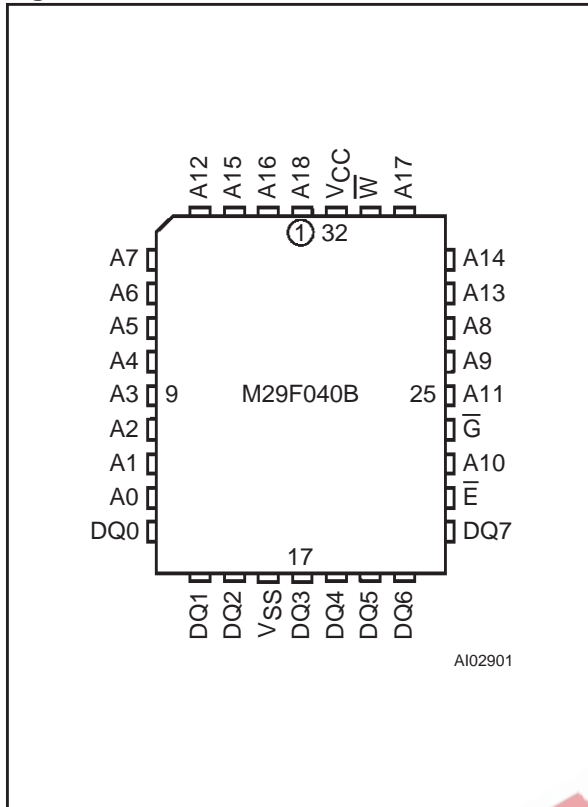 A12 A15 A16 A18 VCC W̅ A17
1 32
A7 A14
A6 A13
A5 A8
A4 A9
A3 9 M29F040B 25 A11
A2 G̅
A1 A10
A0 E̅
DQ0 DQ7
17
DQ1 DQ2 VSS DQ3 DQ4 DQ5 DQ6
AI02901